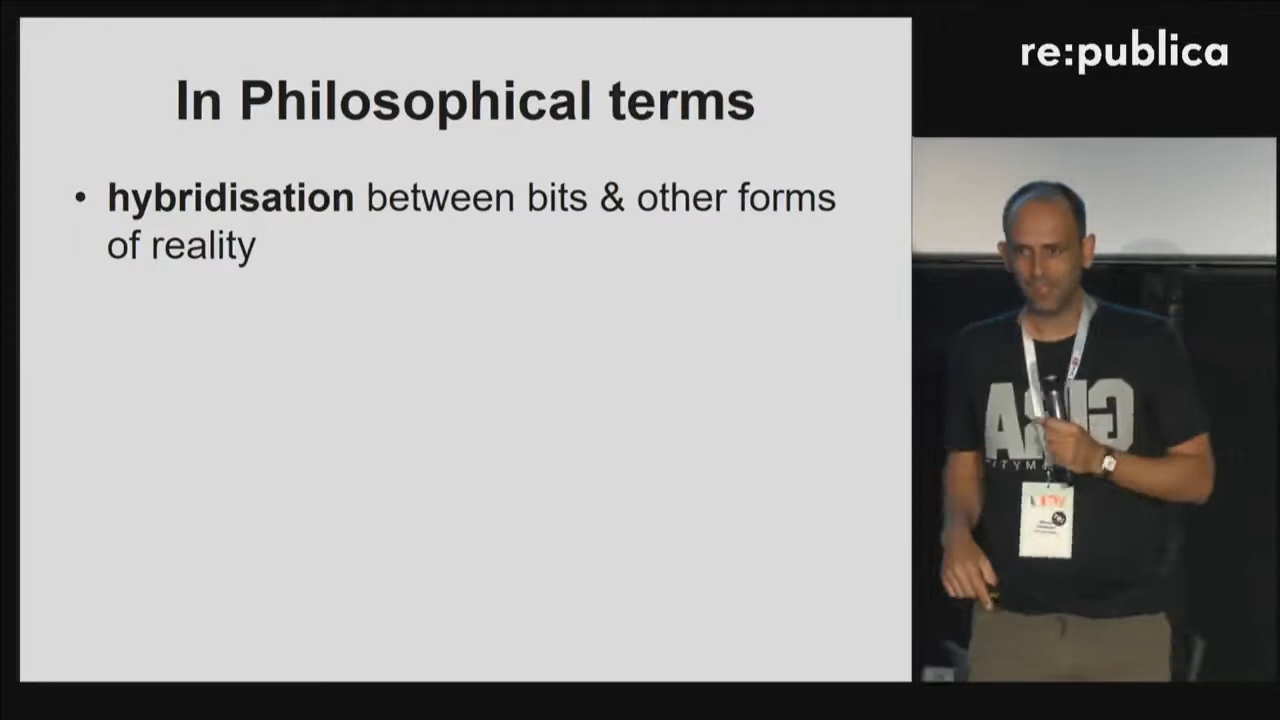 re:publica
In Philosophical terms
• hybridisation between bits & other forms
of reality